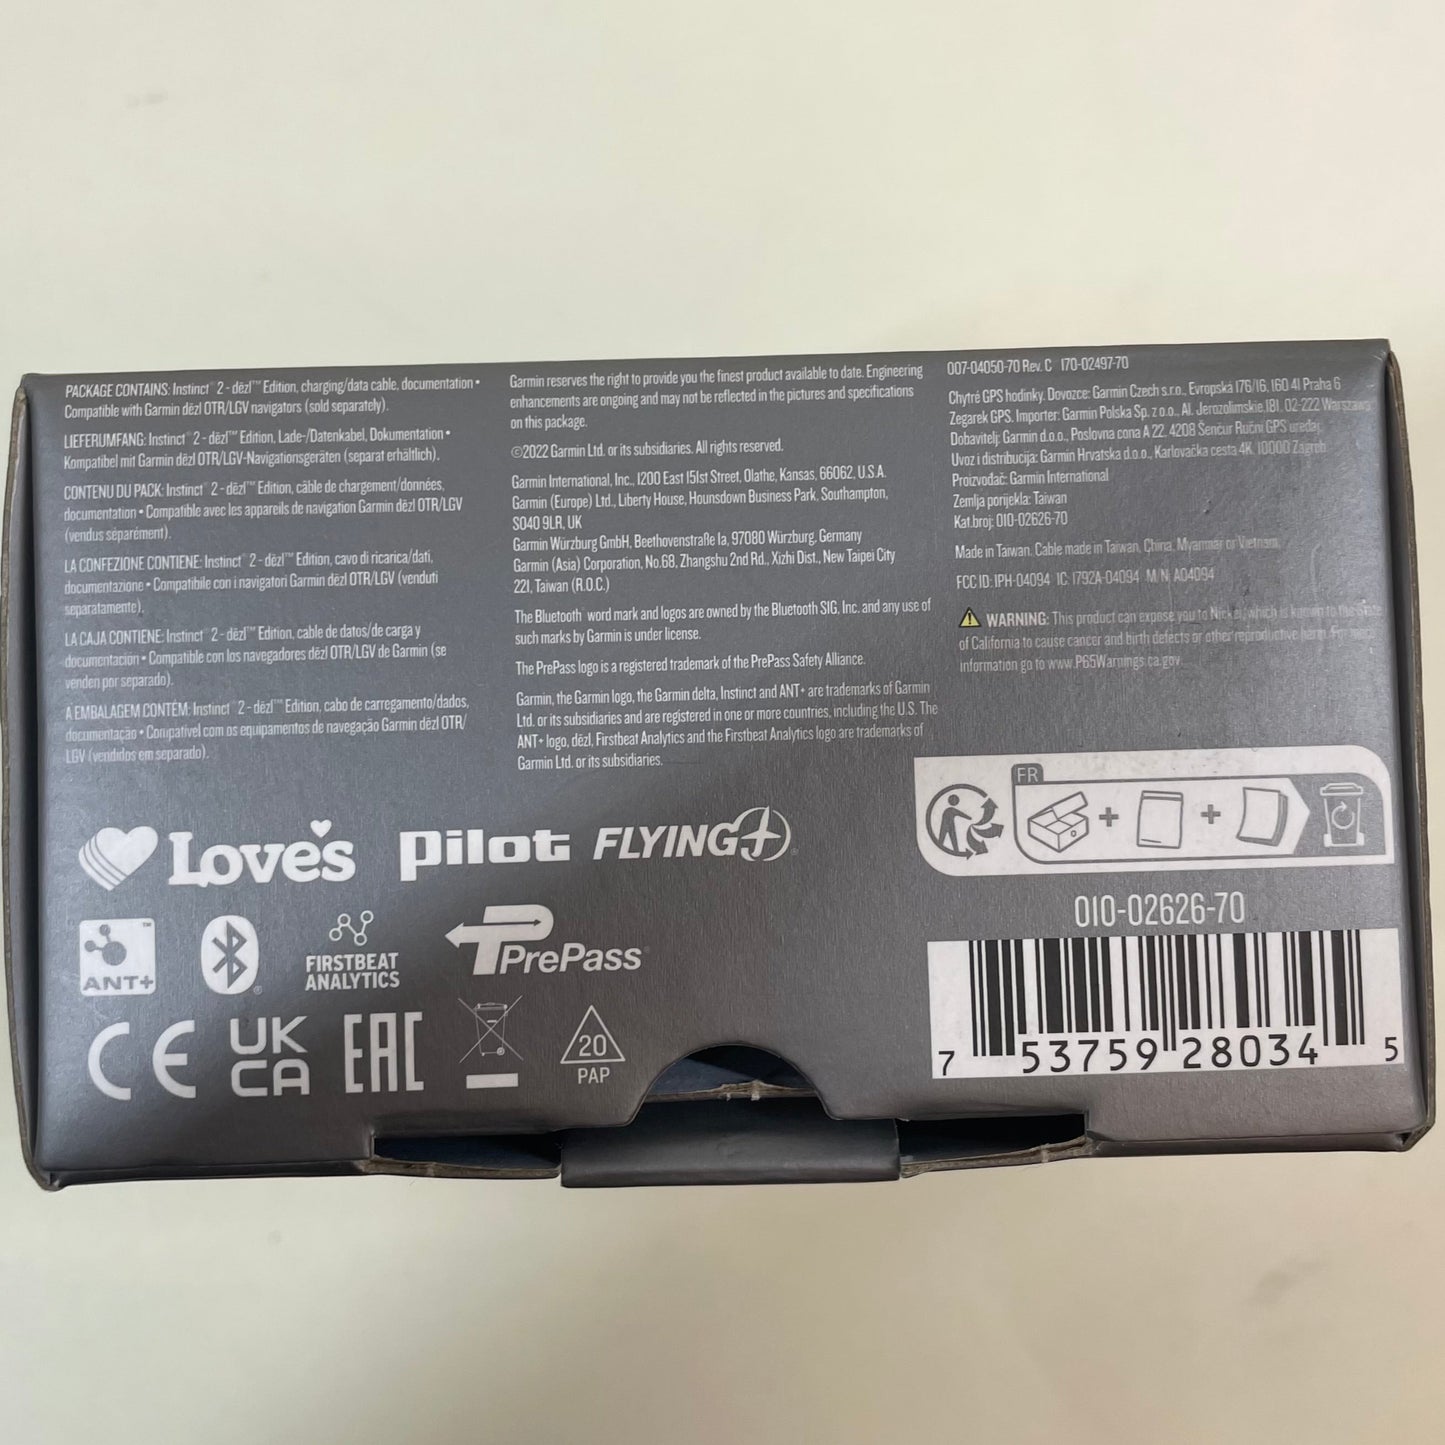 PACKAGE CONTAINS: Instinct® 2 - dēzl™ Edition, charging/data cable, documentation •
Compatible with Garmin dēzl OTR/LGV navigators (sold separately).
LIEFERUMFANG: Instinct® 2 - dēzl™ Edition, Lade-/Datenkabel, Dokumentation •
Kompatibel mit Garmin dēzl OTR/LGV-Navigationsgeräten (separat erhältlich).
CONTENU DU PACK: Instinct® 2 - dēzl™ Edition, câble de chargement/données,
documentation • Compatible avec les appareils de navigation Garmin dēzl OTR/LGV
(vendus séparément).
LA CONFEZIONE CONTIENE: Instinct® 2 - dēzl™ Edition, cavo di ricarica/dati,
documentazione • Compatibile con i navigatori Garmin dēzl OTR/LGV (venduti
separatamente).
LA CAJA CONTIENE: Instinct® 2 - dēzl™ Edition, cable de datos/de carga y
documentación • Compatible con los navegadores dēzl OTR/LGV de Garmin (se
venden por separado).
A EMBALAGEM CONTÉM: Instinct® 2 - dēzl™ Edition, cabo de carregamento/dados,
documentação • Compatível com os equipamentos de navegação Garmin dēzl OTR/
LGV (vendidos em separado).
Garmin reserves the right to provide you the finest product available to date. Engineering
enhancements are ongoing and may not be reflected in the pictures and specifications
on this package.
©2022 Garmin Ltd. or its subsidiaries. All rights reserved.
Garmin International, Inc., 1200 East 151st Street, Olathe, Kansas, 66062, U.S.A.
Garmin (Europe) Ltd., Liberty House, Hounsdown Business Park, Southampton,
SO40 9LR, UK
Garmin Würzburg GmbH, Beethovenstraße 1a, 97080 Würzburg, Germany
Garmin (Asia) Corporation, No.68, Zhangshu 2nd Rd., Xizhi Dist., New Taipei City
221, Taiwan (R.O.C.)
The Bluetooth® word mark and logos are owned by the Bluetooth SIG, Inc. and any use of
such marks by Garmin is under license.
The PrePass logo is a registered trademark of the PrePass Safety Alliance.
Garmin, the Garmin logo, the Garmin delta, Instinct and ANT+ are trademarks of Garmin
Ltd. or its subsidiaries and are registered in one or more countries, including the U.S. The
ANT+ logo, dēzl, Firstbeat Analytics and the Firstbeat Analytics logo are trademarks of
Garmin Ltd. or its subsidiaries.
007-04050-70 Rev. C 170-02497-70
Chytré GPS hodinky. Dovozce: Garmin Czech s.r.o., Evropská 176/16, 160 41 Praha 6
Zegarek GPS. Importer: Garmin Polska Sp. z o.o., Al. Jerozolimskie 181, 02-222 Warszawa
Dobavitelj: Garmin d.o.o., Poslovna cona A 22, 4208 Šenčur Ručni GPS uređaj.
Uvoz i distribucija: Garmin Hrvatska d.o.o., Karlovačka cesta 4K, 10000 Zagreb
Proizvođač: Garmin International
Zemlja porijekla: Taiwan
Kat.broj: 010-02626-70
Made in Taiwan. Cable made in Taiwan, China, Myanmar or Vietnam.
FCC ID: IPH-04094 IC: 1792A-04094 M/N: A04094
WARNING: This product can expose you to Nickel, which is known to the State
of California to cause cancer and birth defects or other reproductive harm. For more
information go to www.P65Warnings.ca.gov
Love's Pilot FLYING J
ANT+ FIRSTBEAT ANALYTICS PrePass
CE UK CA EAC 20 PAP
FR
010-02626-70
7 53759 28034 5